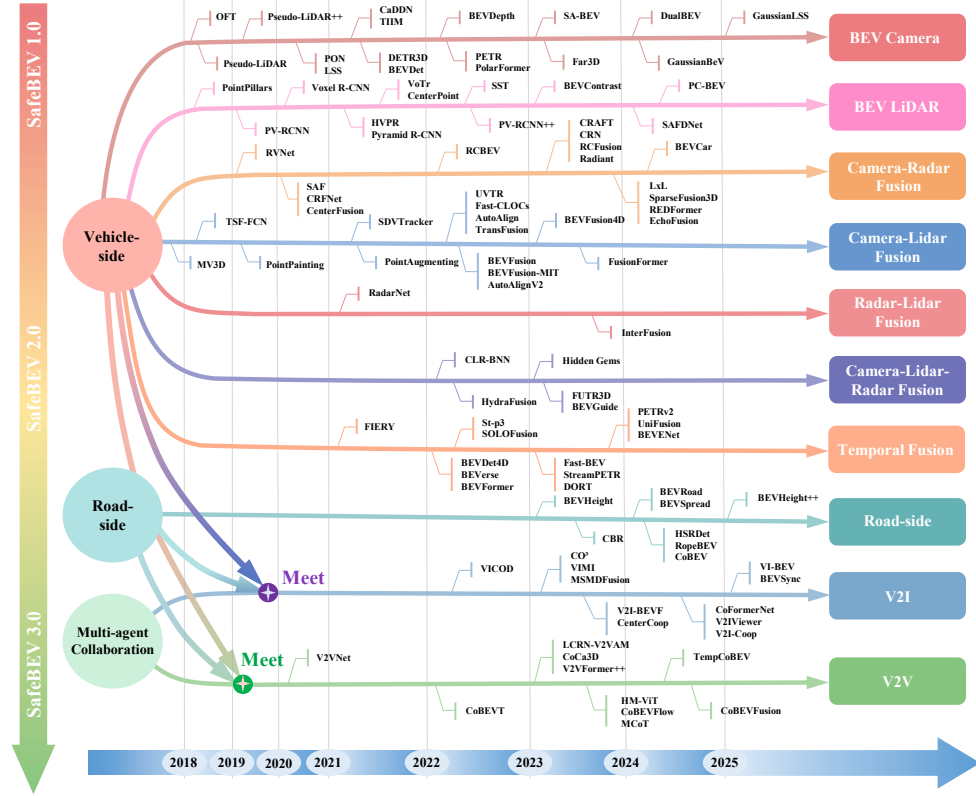 SafeBEV 1.0
SafeBEV 2.0
SafeBEV 3.0
Vehicle-
side
Road-
side
Multi-agent
Collaboration
OFT
Pseudo-LiDAR++
CaDDN
TIIM
BEVDepth
SA-BEV
DualBEV
GaussianLSS
Pseudo-LiDAR
PON
LSS
DETR3D
BEVDet
PETR
PolarFormer
Far3D
GaussianBeV
BEV Camera
PointPillars
Voxel R-CNN
VoTr
CenterPoint
SST
BEVContrast
PC-BEV
PV-RCNN
HVPR
Pyramid R-CNN
PV-RCNN++
SAFDNet
BEV LiDAR
RVNet
RCBEV
CRAFT
CRN
RCFusion
Radiant
BEVCar
SAF
CRFNet
CenterFusion
LxL
SparseFusion3D
REDFormer
EchoFusion
Camera-Radar
Fusion
TSF-FCN
SDVTracker
UVTR
Fast-CLOCs
AutoAlign
TransFusion
BEVFusion4D
MV3D
PointPainting
PointAugmenting
BEVFusion
BEVFusion-MIT
AutoAlignV2
FusionFormer
Camera-Lidar
Fusion
RadarNet
InterFusion
Radar-Lidar
Fusion
CLR-BNN
Hidden Gems
HydraFusion
FUTR3D
BEVGuide
Camera-Lidar-
Radar Fusion
FIERY
St-p3
SOLOFusion
PETRv2
UniFusion
BEVENet
BEVDet4D
BEVerse
BEVFormer
Fast-BEV
StreamPETR
DORT
Temporal Fusion
BEVHeight
BEVRoad
BEVSpread
BEVHeight++
CBR
HSRDet
RopeBEV
CoBEV
Road-side
Meet
VICOD
CO³
VIMI
MSMDFusion
VI-BEV
BEVSync
V2I-BEVF
CenterCoop
CoFormerNet
V2IViewer
V2I-Coop
V2I
Meet
V2VNet
LCRN-V2VAM
CoCa3D
V2VFormer++
TempCoBEV
CoBEVT
HM-ViT
CoBEVFlow
MCoT
CoBEVFusion
V2V
2018
2019
2020
2021
2022
2023
2024
2025